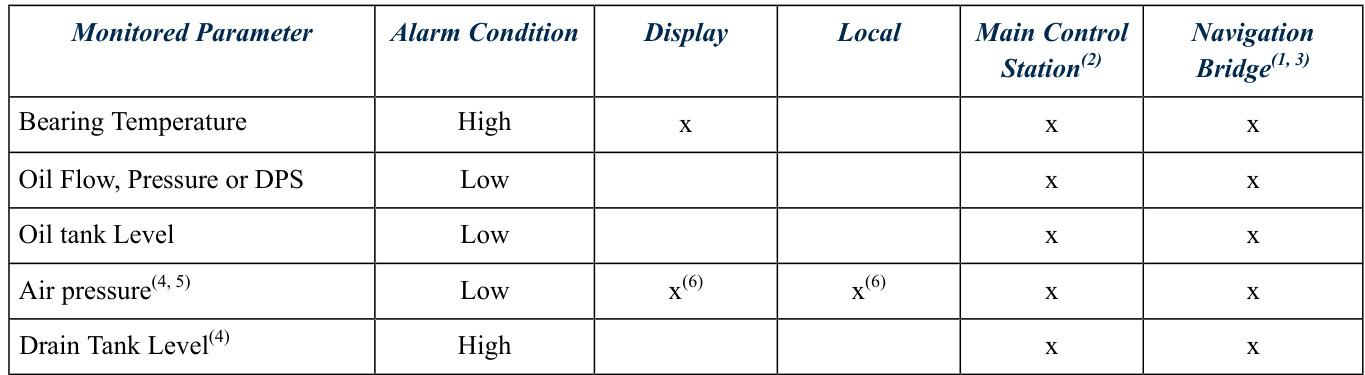 Monitored Parameter Alarm Condition Display Local Main Control Station(2) Navigation Bridge(1, 3)
Bearing Temperature High x x x
Oil Flow, Pressure or DPS Low x x
Oil tank Level Low x x
Air pressure(4, 5) Low x(6) x(6) x x
Drain Tank Level(4) High x x